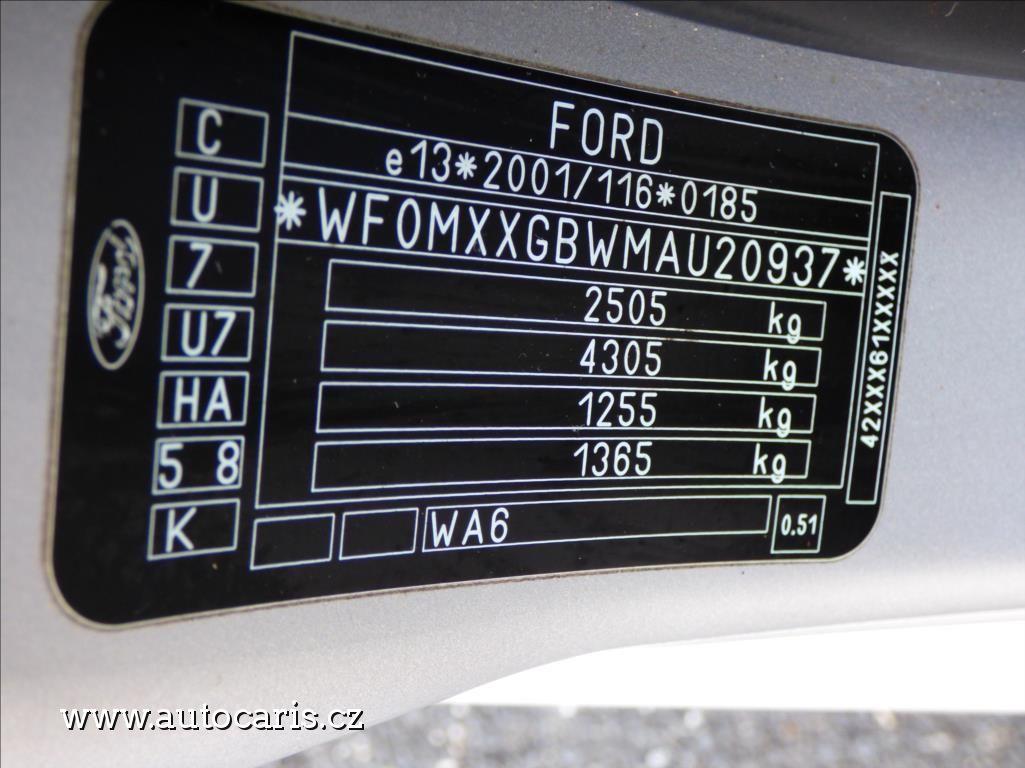 FORD
e13*2001/116*0185
*WF0MXXGBWMAU20937*
2505 kg
4305 kg
1255 kg
1365 kg
WA6
0.51
C
U
7
U7
HA
5 8
K
Ford
42XXX61XXXXX
www.autocaris.cz